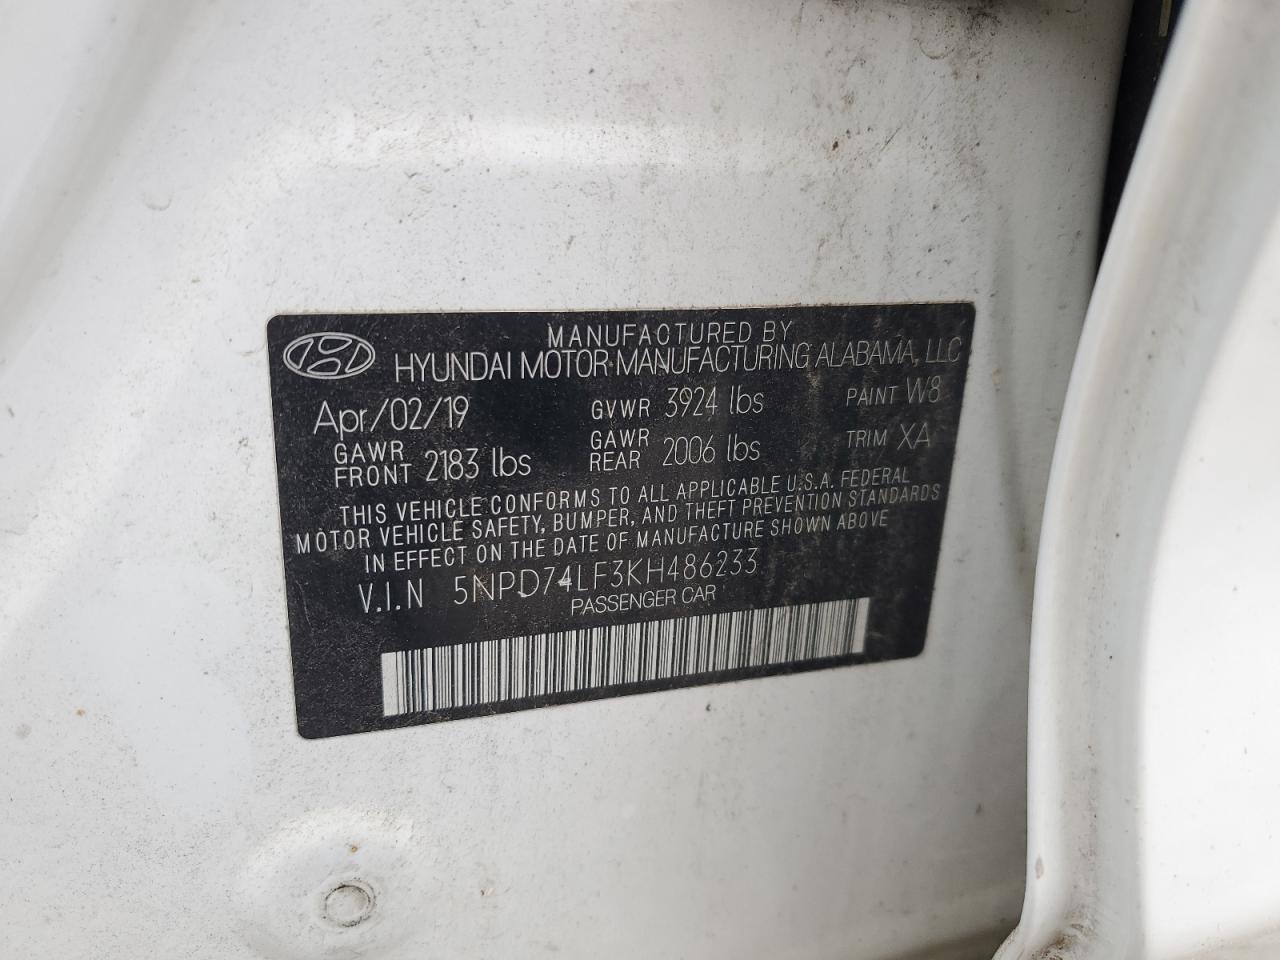 MANUFACTURED BY
HYUNDAI MOTOR MANUFACTURING ALABAMA, LLC
Apr/02/19 GVWR 3924 lbs PAINT W8
GAWR FRONT 2183 lbs GAWR REAR 2006 lbs TRIM XA
THIS VEHICLE CONFORMS TO ALL APPLICABLE U.S.A. FEDERAL
MOTOR VEHICLE SAFETY, BUMPER, AND THEFT PREVENTION STANDARDS
IN EFFECT ON THE DATE OF MANUFACTURE SHOWN ABOVE
V.I.N 5NPD74LF3KH486233
PASSENGER CAR